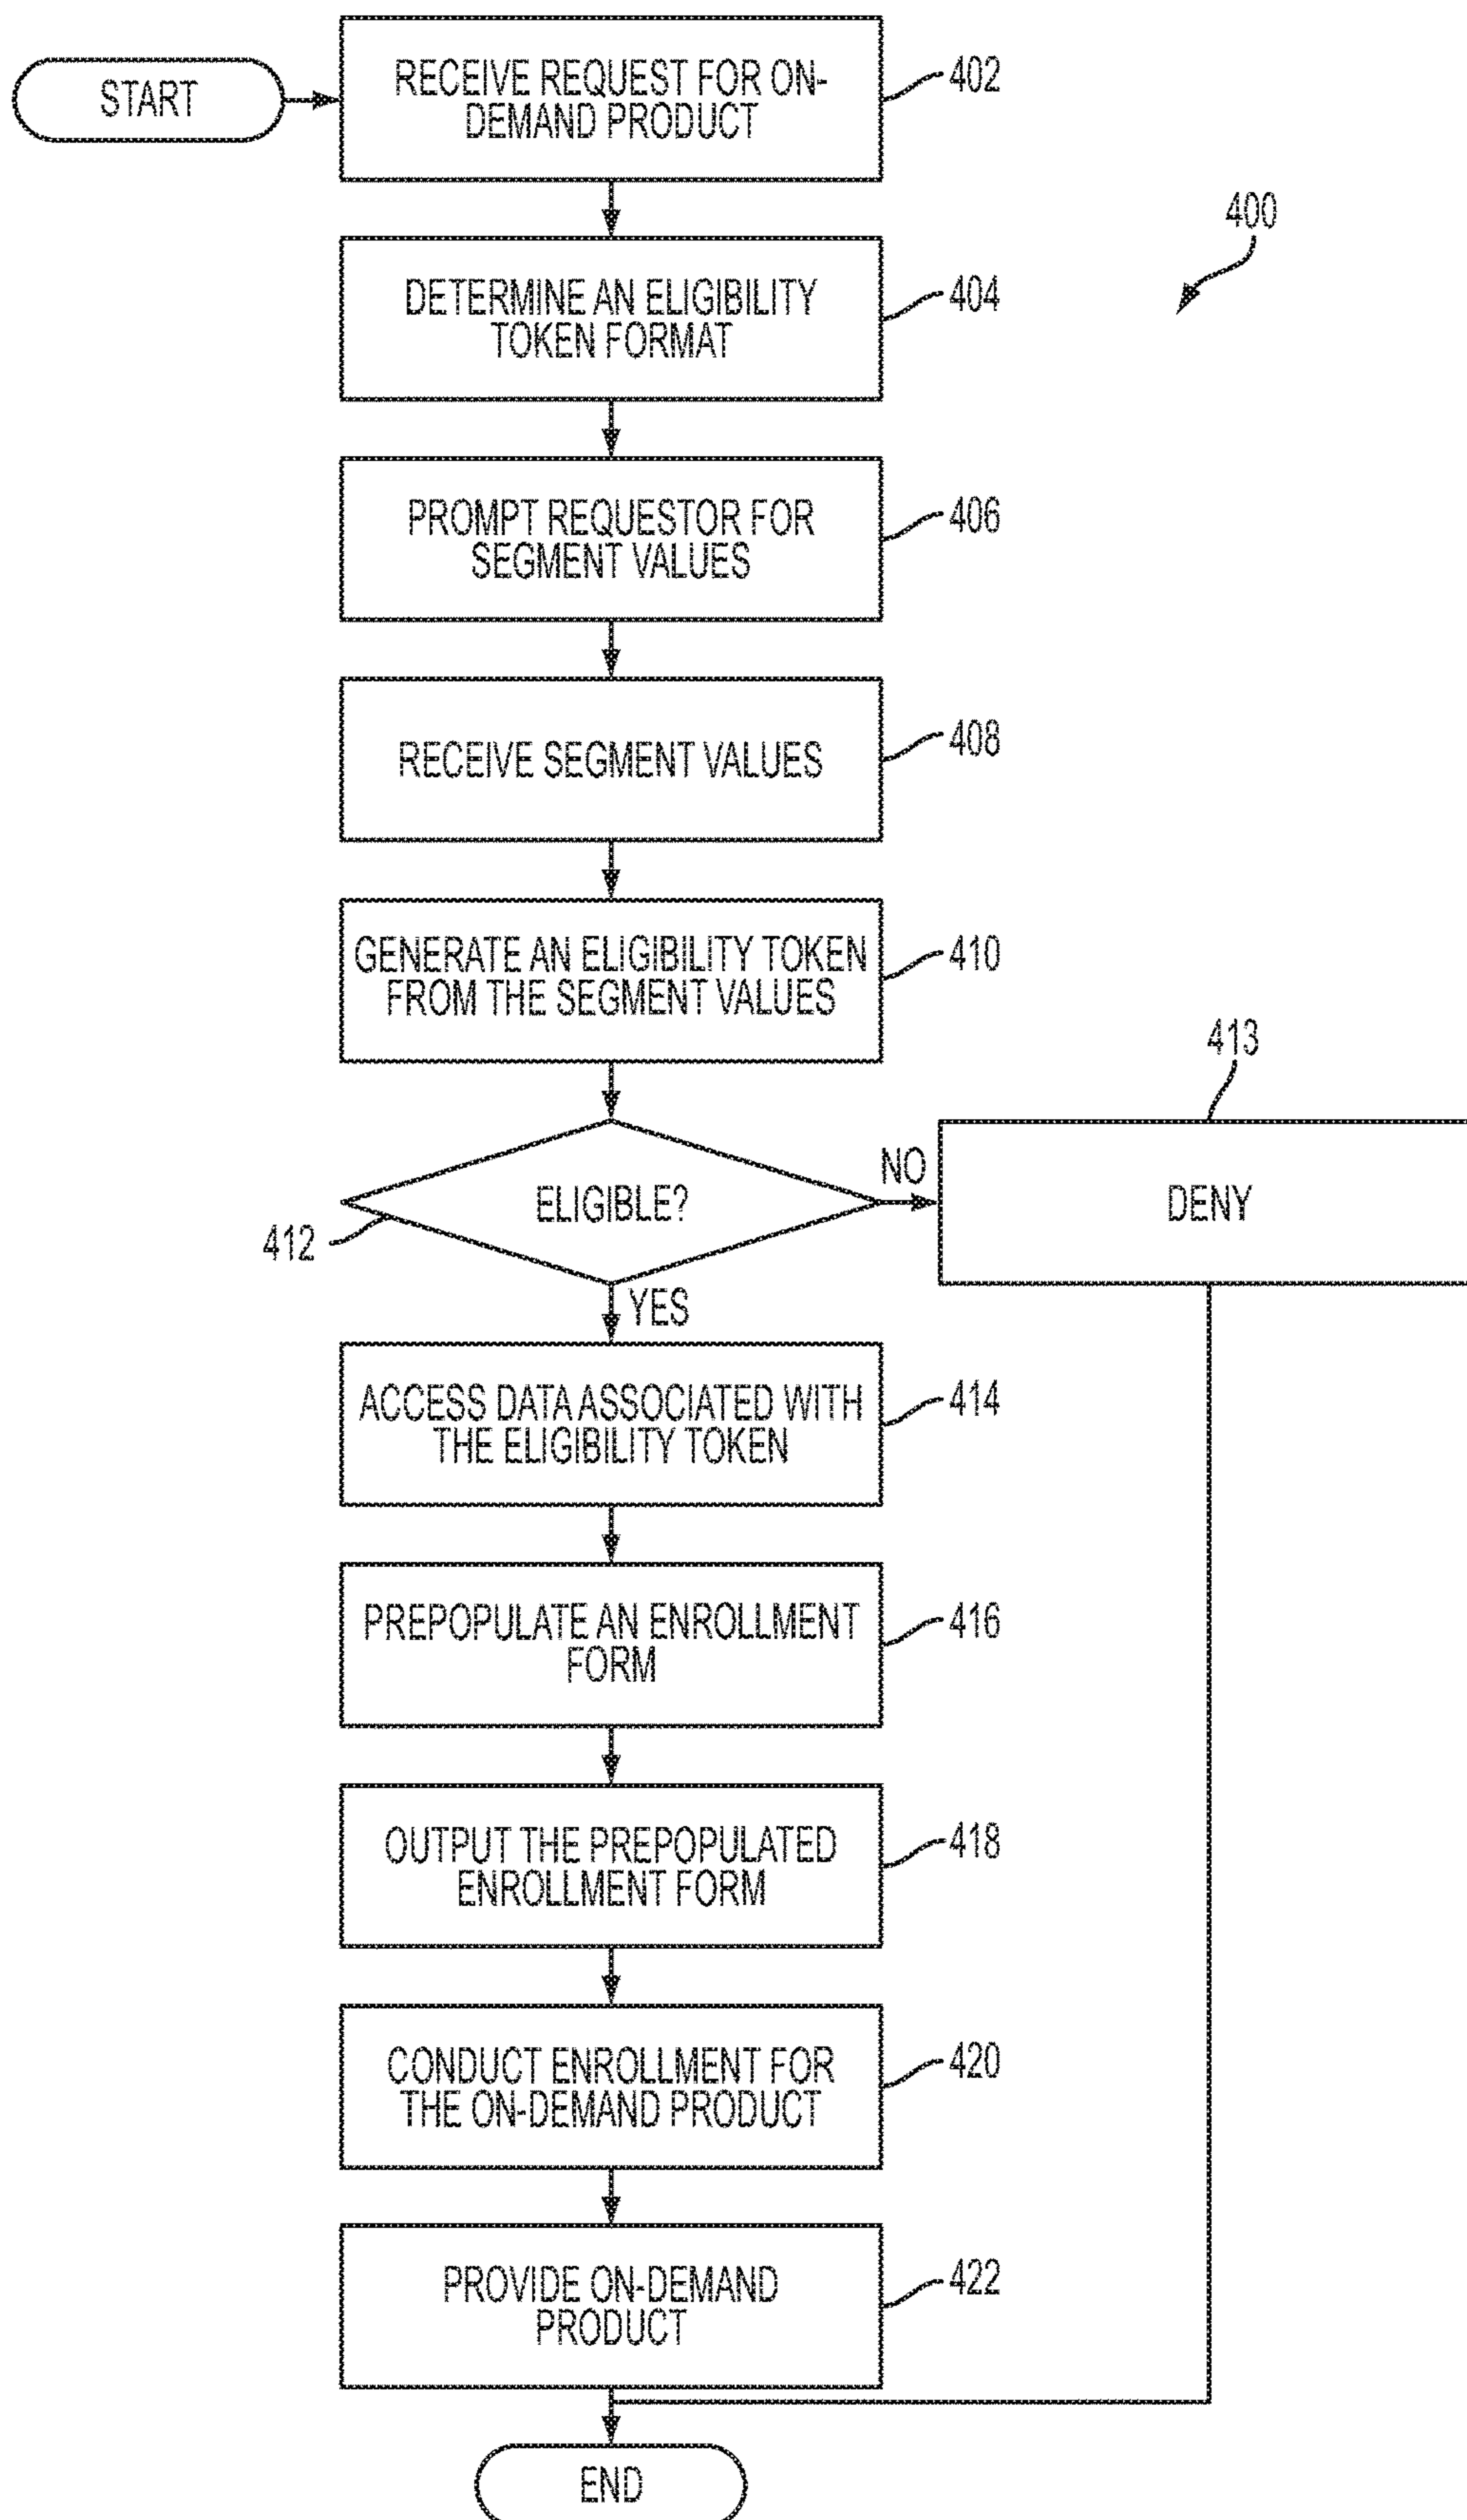 START
RECEIVE REQUEST FOR ON-
DEMAND PRODUCT
402
400
DETERMINE AN ELIGIBILITY
TOKEN FORMAT
404
PROMPT REQUESTOR FOR
SEGMENT VALUES
406
RECEIVE SEGMENT VALUES
408
GENERATE AN ELIGIBILITY TOKEN
FROM THE SEGMENT VALUES
410
413
ELIGIBLE?
412
NO
DENY
YES
ACCESS DATA ASSOCIATED WITH
THE ELIGIBILITY TOKEN
414
PREPOPULATE AN ENROLLMENT
FORM
416
OUTPUT THE PREPOPULATED
ENROLLMENT FORM
418
CONDUCT ENROLLMENT FOR
THE ON-DEMAND PRODUCT
420
PROVIDE ON-DEMAND
PRODUCT
422
END